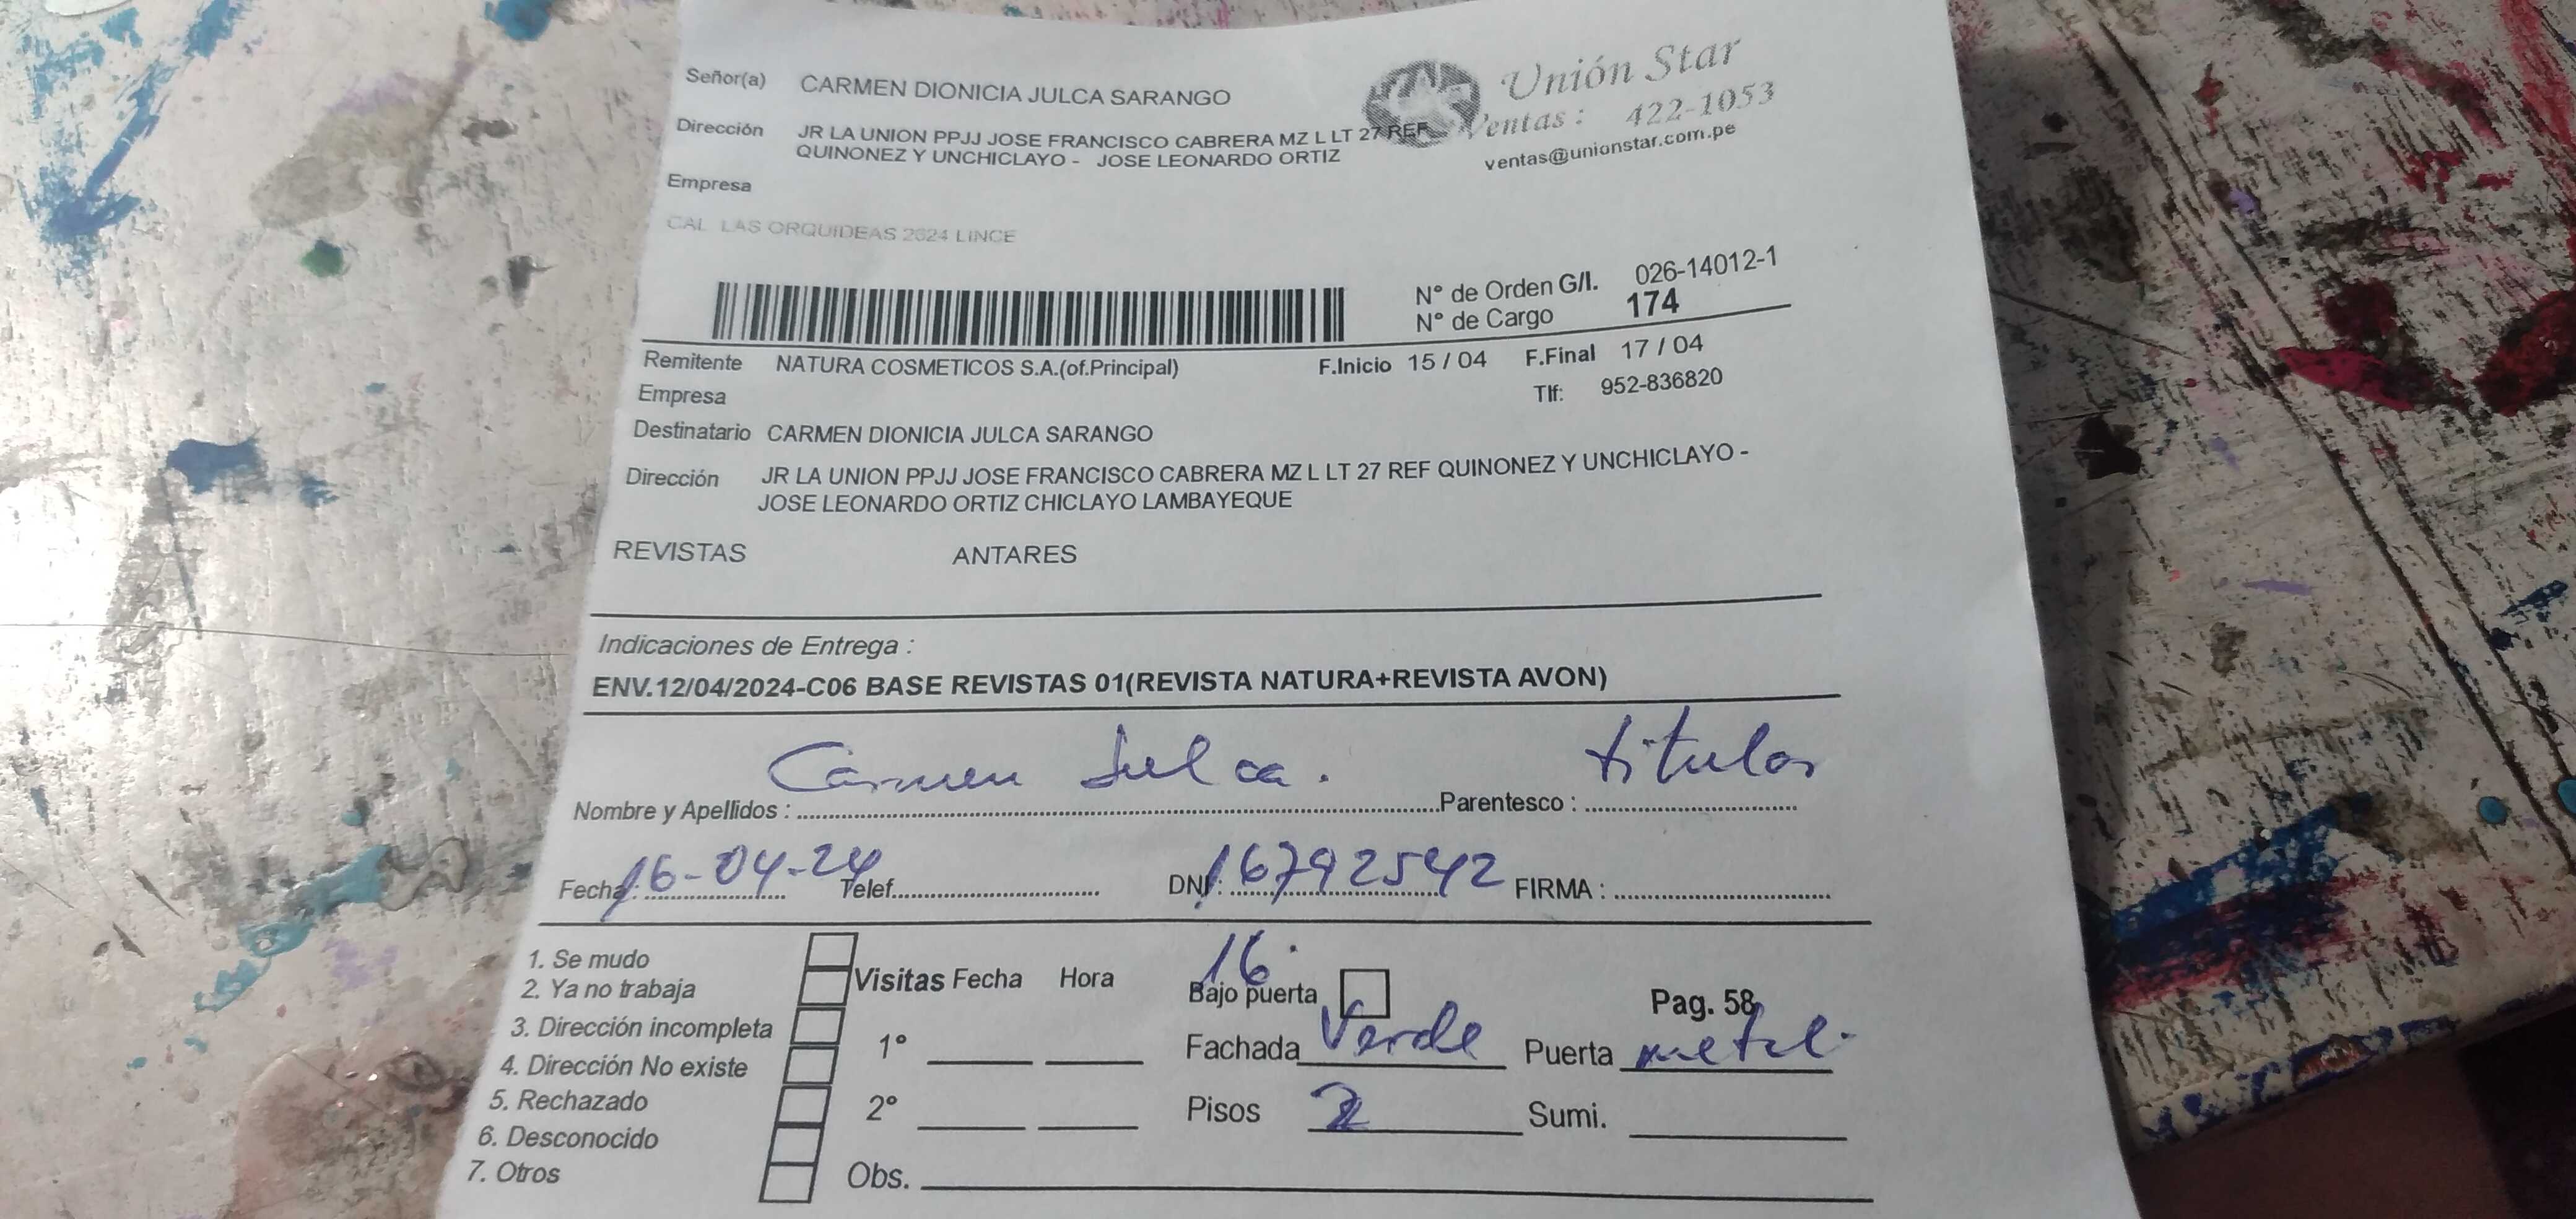 Señor(a) CARMEN DIONICIA JULCA SARANGO
Unión Star
Ventas : 422-1053
ventas@unionstar.com.pe
Dirección JR LA UNION PPJJ JOSE FRANCISCO CABRERA MZ L LT 27 REF
QUINONEZ Y UNCHICLAYO - JOSE LEONARDO ORTIZ
Empresa
CAL LAS ORQUIDEAS 2624 LINCE
N° de Orden G/I. 026-14012-1
N° de Cargo 174
Remitente NATURA COSMETICOS S.A.(of.Principal) F.Inicio 15 / 04 F.Final 17 / 04
Empresa Tlf: 952-836820
Destinatario CARMEN DIONICIA JULCA SARANGO
Dirección JR LA UNION PPJJ JOSE FRANCISCO CABRERA MZ L LT 27 REF QUINONEZ Y UNCHICLAYO -
JOSE LEONARDO ORTIZ CHICLAYO LAMBAYEQUE
REVISTAS ANTARES
Indicaciones de Entrega :
ENV.12/04/2024-C06 BASE REVISTAS 01(REVISTA NATURA+REVISTA AVON)
Carmen Julca. titular
Nombre y Apellidos : Parentesco :
Fecha : 16-04-24 Telef. DNI : 16792542 FIRMA :
1. Se mudo
2. Ya no trabaja
3. Dirección incompleta
4. Dirección No existe
5. Rechazado
6. Desconocido
7. Otros
Visitas Fecha Hora
1°
2°
Obs.
16.
Bajo puerta Pag. 58
Fachada Verde Puerta metal.
Pisos 2 Sumi.